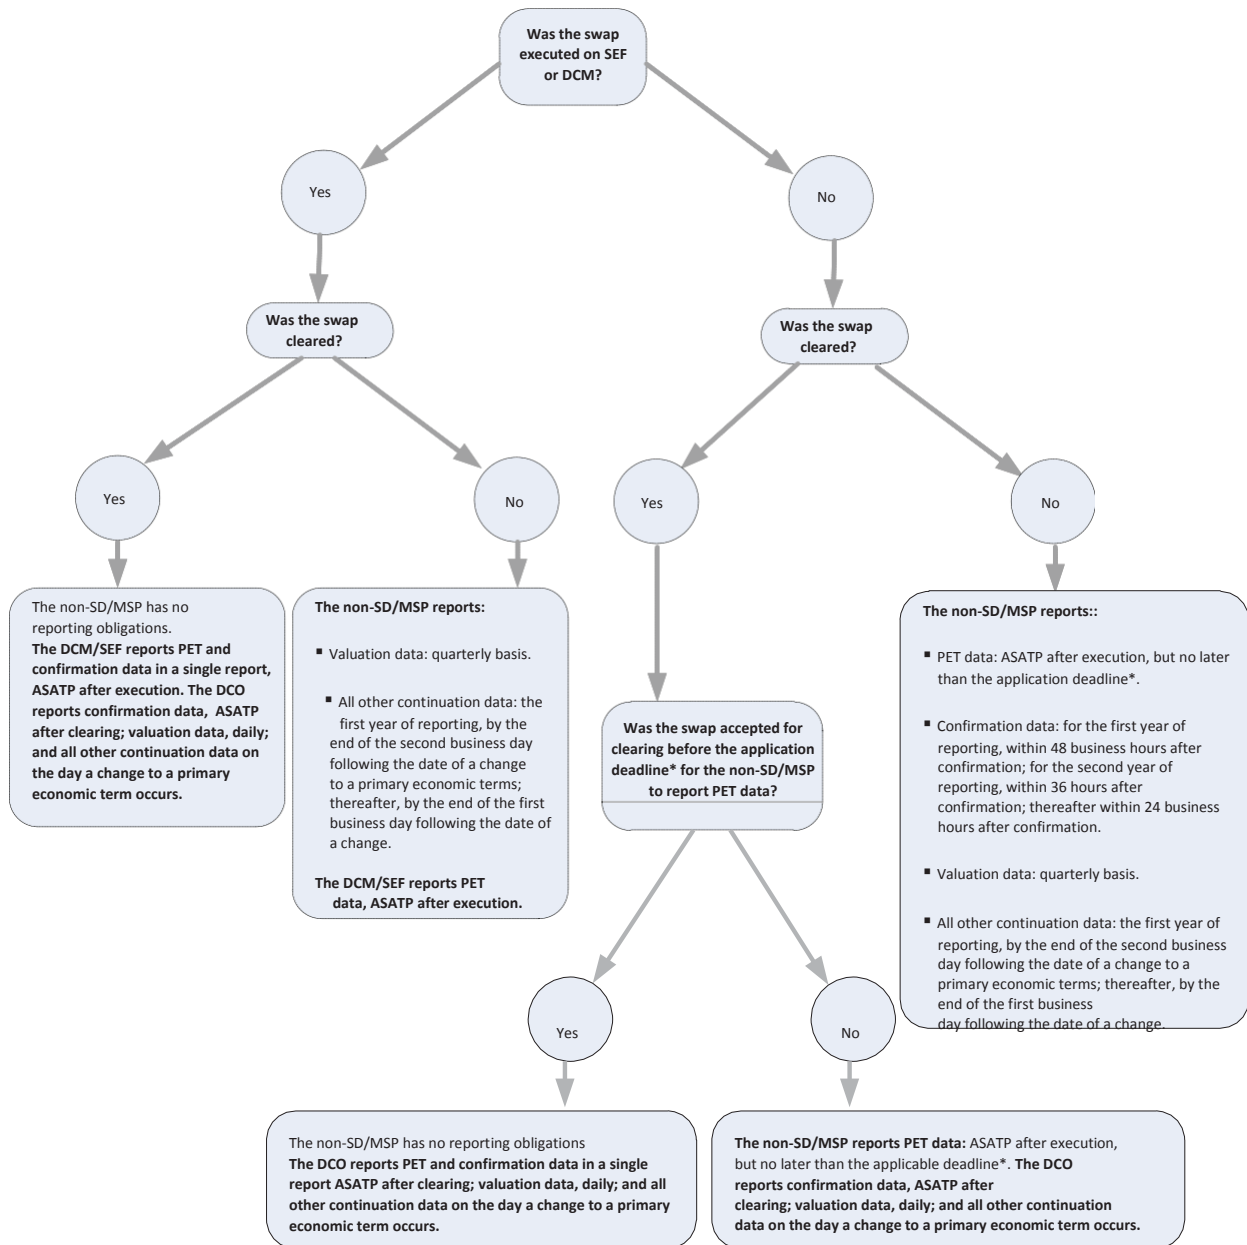 Was the swap
executed on SEF
or DCM?
Yes
No
Was the swap
cleared?
Was the swap
cleared?
Yes
No
Yes
No
The non-SD/MSP has no
reporting obligations.
The DCM/SEF reports PET and
confirmation data in a single report,
ASATP after execution. The DCO
reports confirmation data, ASATP
after clearing; valuation data, daily;
and all other continuation data on
the day a change to a primary
economic term occurs.
The non-SD/MSP reports:
▪ Valuation data: quarterly basis.
▪ All other continuation data: the
first year of reporting, by the
end of the second business day
following the date of a change
to a primary economic terms;
thereafter, by the end of the first
business day following the date of
a change.
The DCM/SEF reports PET
data, ASATP after execution.
Was the swap accepted for
clearing before the application
deadline* for the non-SD/MSP
to report PET data?
The non-SD/MSP reports::
▪ PET data: ASATP after execution, but no later
than the application deadline*.
▪ Confirmation data: for the first year of
reporting, within 48 business hours after
confirmation; for the second year of
reporting, within 36 hours after
confirmation; thereafter within 24 business
hours after confirmation.
▪ Valuation data: quarterly basis.
▪ All other continuation data: the first year of
reporting, by the end of the second business
day following the date of a change to a
primary economic terms; thereafter, by the
end of the first business
day following the date of a change.
Yes
No
The non-SD/MSP has no reporting obligations
The DCO reports PET and confirmation data in a single
report ASATP after clearing; valuation data, daily; and all
other continuation data on the day a change to a primary
economic term occurs.
The non-SD/MSP reports PET data: ASATP after execution,
but no later than the applicable deadline*. The DCO
reports confirmation data, ASATP after
clearing; valuation data, daily; and all other continuation
data on the day a change to a primary economic term occurs.